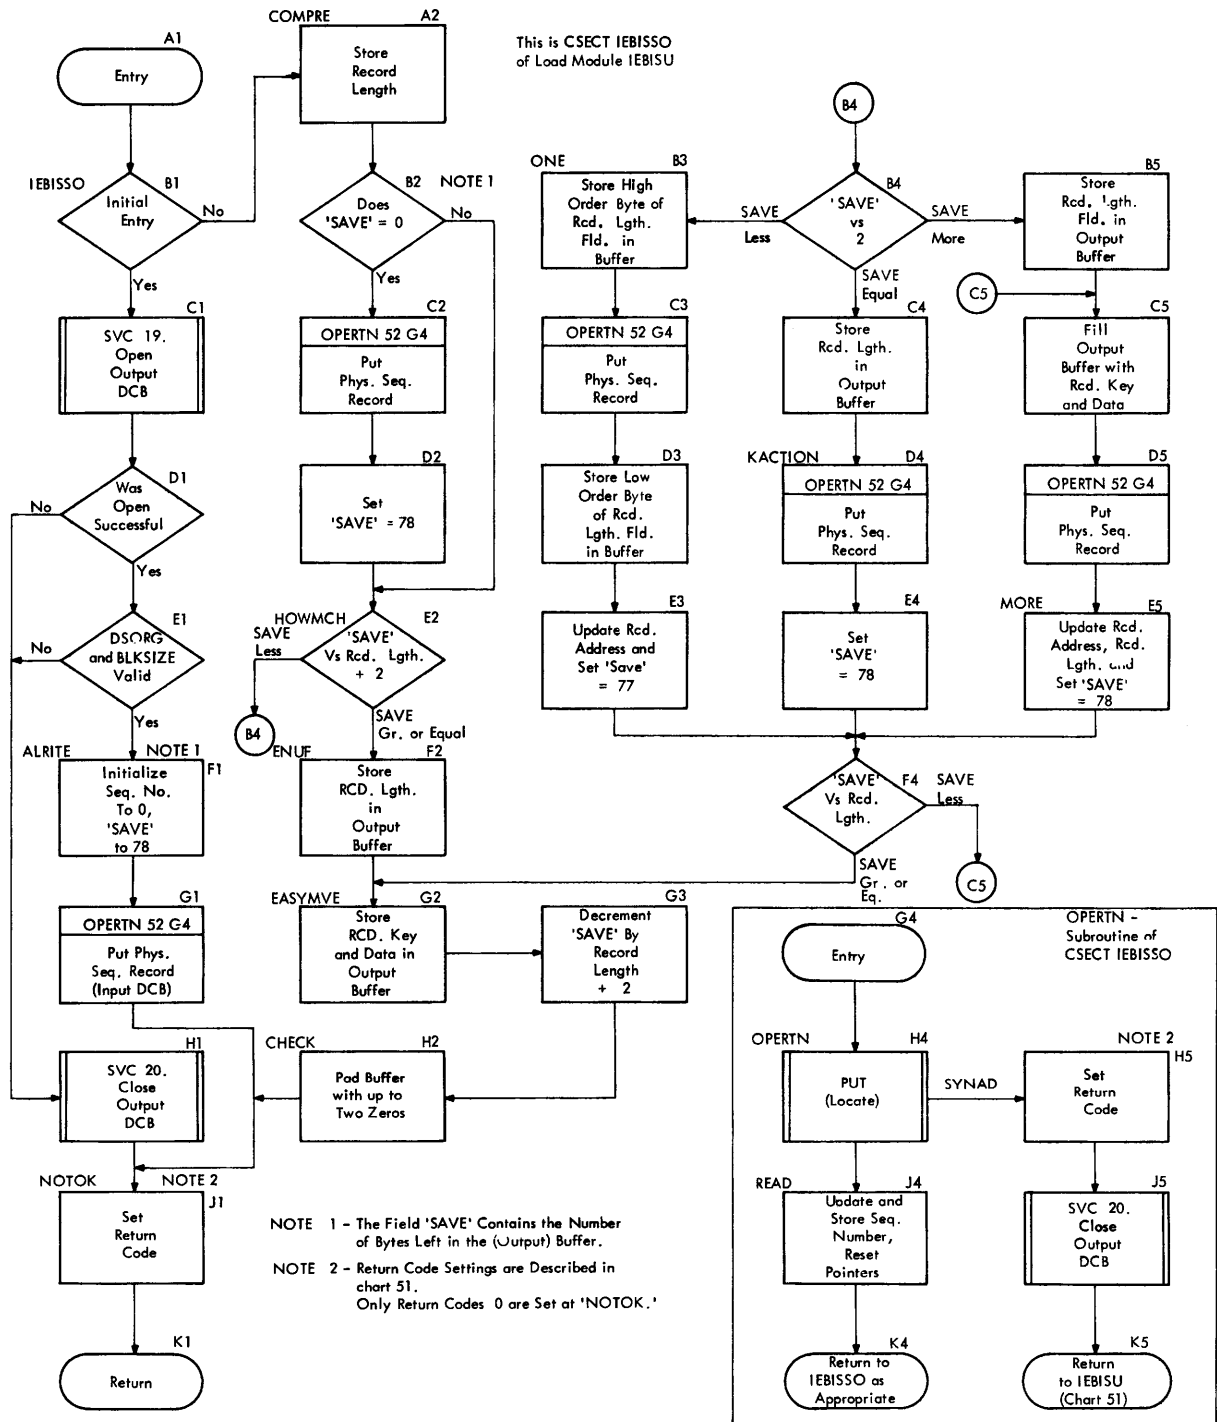 COMPRE
A2
Store
Record
Length
This is CSECT IEBISSO
of Load Module IEBISU
A1
Entry
B4
IEBISSO
B1
Initial
Entry
No
Yes
B2
NOTE 1
Does
'SAVE' = 0
No
Yes
ONE
B3
Store High
Order Byte of
Rcd. Lgth.
Fld. in
Buffer
B4
'SAVE'
vs
2
SAVE
Less
SAVE
More
SAVE
Equal
B5
Store
Rcd. Lgth.
Fld. in
Output
Buffer
C5
C1
SVC 19.
Open
Output
DCB
C2
OPERTN 52 G4
Put
Phys. Seq.
Record
C3
OPERTN 52 G4
Put
Phys. Seq.
Record
C4
Store
Rcd. Lgth.
in
Output
Buffer
C5
Fill
Output
Buffer with
Rcd. Key
and Data
D1
Was
Open
Successful
No
Yes
D2
Set
'SAVE' = 78
D3
Store Low
Order Byte
of Rcd.
Lgth. Fld.
in Buffer
KACTION
D4
OPERTN 52 G4
Put
Phys. Seq.
Record
D5
OPERTN 52 G4
Put
Phys. Seq.
Record
E1
DSORG
and BLKSIZE
Valid
No
Yes
HOWMCH
E2
'SAVE'
Vs Rcd. Lgth.
+ 2
SAVE
Less
B4
SAVE
Gr. or Equal
E3
Update Rcd.
Address and
Set 'Save'
= 77
E4
Set
'SAVE'
= 78
MORE
E5
Update Rcd.
Address, Rcd.
Lgth. and
Set 'SAVE'
= 78
ALRITE
NOTE 1
F1
Initialize
Seq. No.
To 0,
'SAVE'
to 78
ENUF
F2
Store
RCD. Lgth.
in
Output
Buffer
F4
'SAVE'
Vs Rcd.
Lgth.
SAVE
Less
C5
SAVE
Gr. or
Eq.
G1
OPERTN 52 G4
Put Phys.
Seq. Record
(Input DCB)
EASYMVE
G2
Store
RCD. Key
and Data in
Output
Buffer
G3
Decrement
'SAVE' By
Record
Length
+ 2
H1
SVC 20.
Close
Output
DCB
CHECK
H2
Pad Buffer
with up to
Two Zeros
NOTOK
NOTE 2
J1
Set
Return
Code
K1
Return
NOTE 1 - The Field 'SAVE' Contains the Number
of Bytes Left in the (Output) Buffer.
NOTE 2 - Return Code Settings are Described in
chart 51.
Only Return Codes 0 are Set at 'NOTOK.'
OPERTN -
Subroutine of
CSECT IEBISSO
G4
Entry
OPERTN
H4
PUT
(Locate)
SYNAD
NOTE 2
H5
Set
Return
Code
READ
J4
Update and
Store Seq.
Number,
Reset
Pointers
J5
SVC 20.
Close
Output
DCB
K4
Return to
IEBISSO as
Appropriate
K5
Return
to IEBISU
(Chart 51)